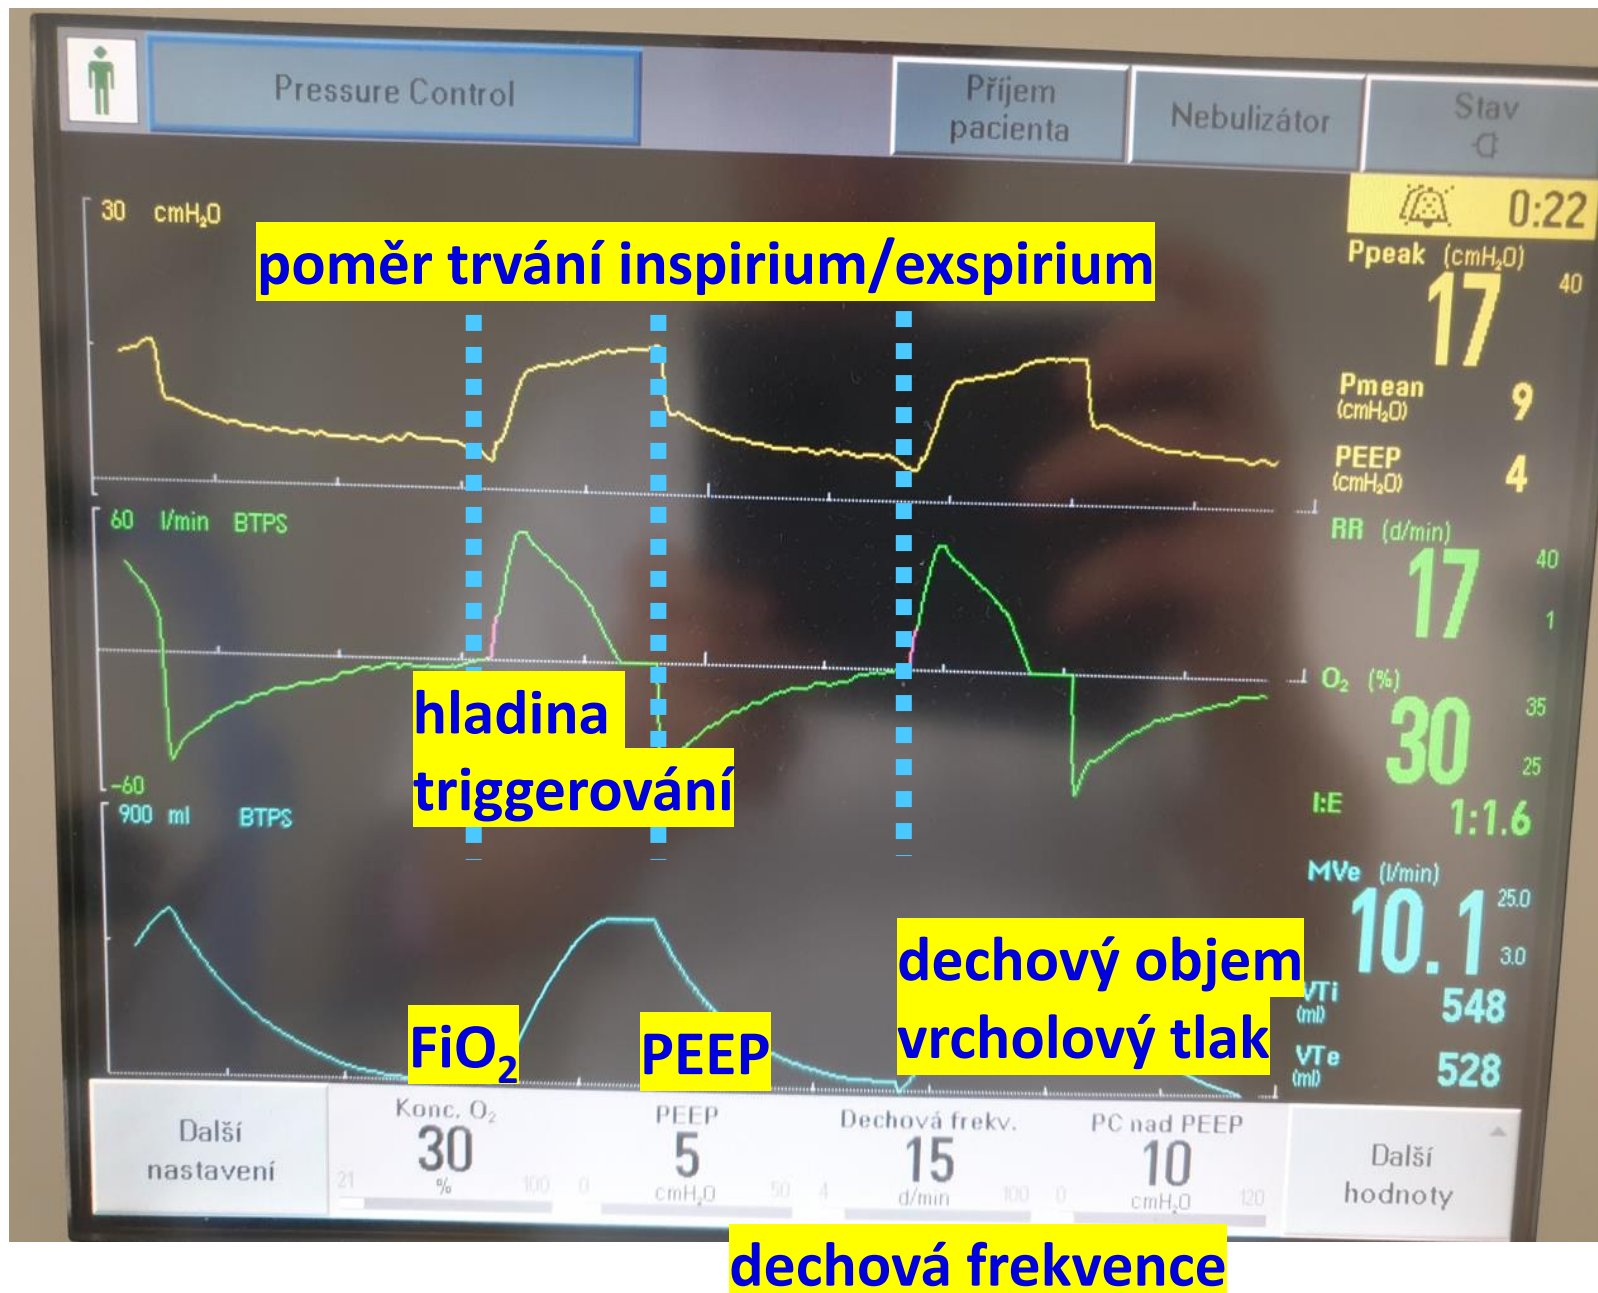 Pressure Control
Příjem
pacienta
Nebulizátor
Stav
30 cmH₂O
0:22
poměr trvání inspirium/exspirium
Ppeak (cmH₂O)
17 40
Pmean
(cmH₂O)
9
PEEP
(cmH₂O)
4
60 l/min BTPS
RR (d/min)
17 40
1
hladina
triggerování
O₂ (%)
30 35
25
-60
I:E 1:1.6
900 ml BTPS
MVe (l/min)
10.1 25.0
3.0
dechový objem
vrcholový tlak
VTi
(ml)
548
FiO₂
PEEP
VTe
(ml)
528
Další
nastavení
Konc. O₂
30
21 % 100
PEEP
5
0 cmH₂O 50
Dechová frekv.
15
4 d/min 100
PC nad PEEP
10
0 cmH₂O 120
Další
hodnoty
dechová frekvence